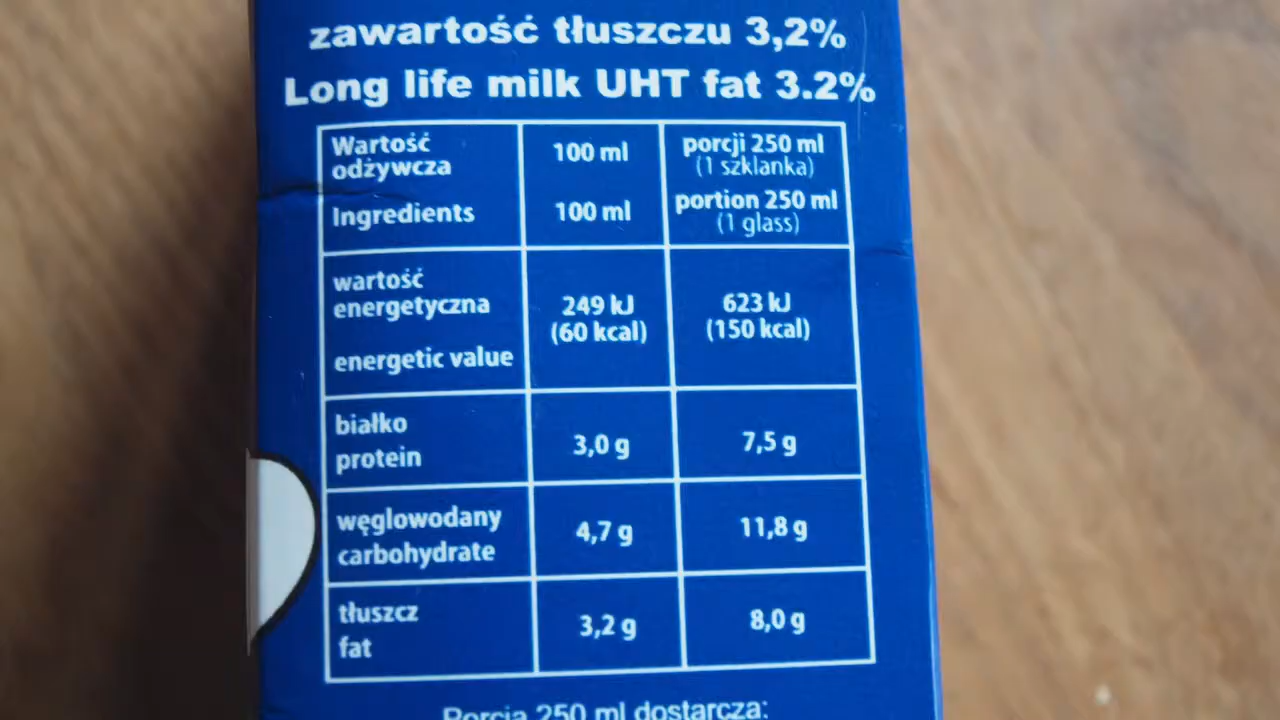 zawartość tłuszczu 3,2%
Long life milk UHT fat 3.2%
Wartość
odżywcza
100 ml
porcji 250 ml
(1 szklanka)
Ingredients
100 ml
portion 250 ml
(1 glass)
wartość
energetyczna
energetic value
249 kJ
(60 kcal)
623 kJ
(150 kcal)
białko
protein
3,0 g
7,5 g
węglowodany
carbohydrate
4,7 g
11,8 g
tłuszcz
fat
3,2 g
8,0 g
Porcja 250 ml dostarcza: